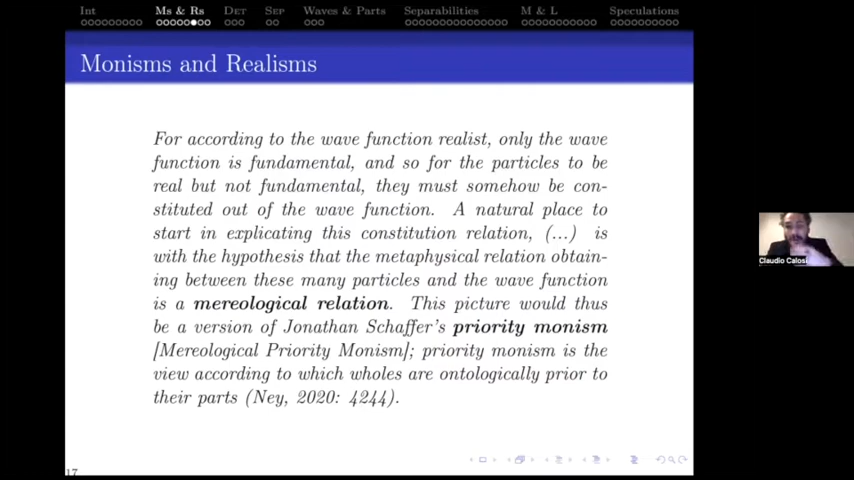 Int Ms & Rs Det Sep Waves & Parts Separabilities M & L Speculations
Monisms and Realisms
For according to the wave function realist, only the wave
function is fundamental, and so for the particles to be
real but not fundamental, they must somehow be con-
stituted out of the wave function. A natural place to
start in explicating this constitution relation, (...) is
with the hypothesis that the metaphysical relation obtain-
ing between these many particles and the wave function
is a mereological relation. This picture would thus
be a version of Jonathan Schaffer's priority monism
[Mereological Priority Monism]; priority monism is the
view according to which wholes are ontologically prior to
their parts (Ney, 2020: 4244).
Claudio Calos
17